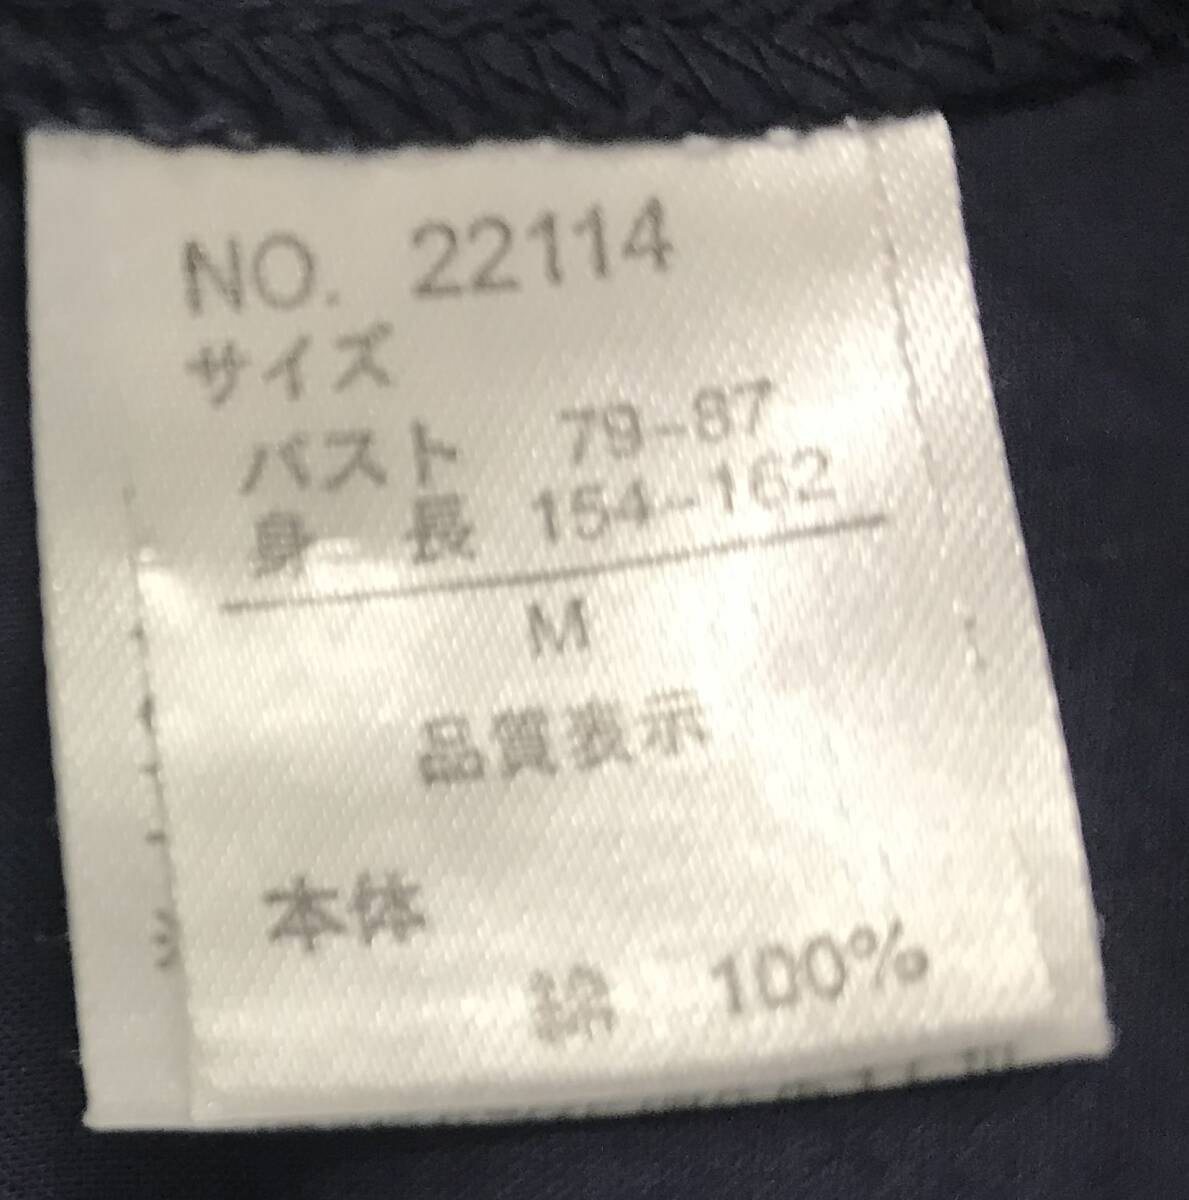 NO. 22114
サイズ
バスト 79-87
身 長 154-162
M
品質表示
本体
綿 100%